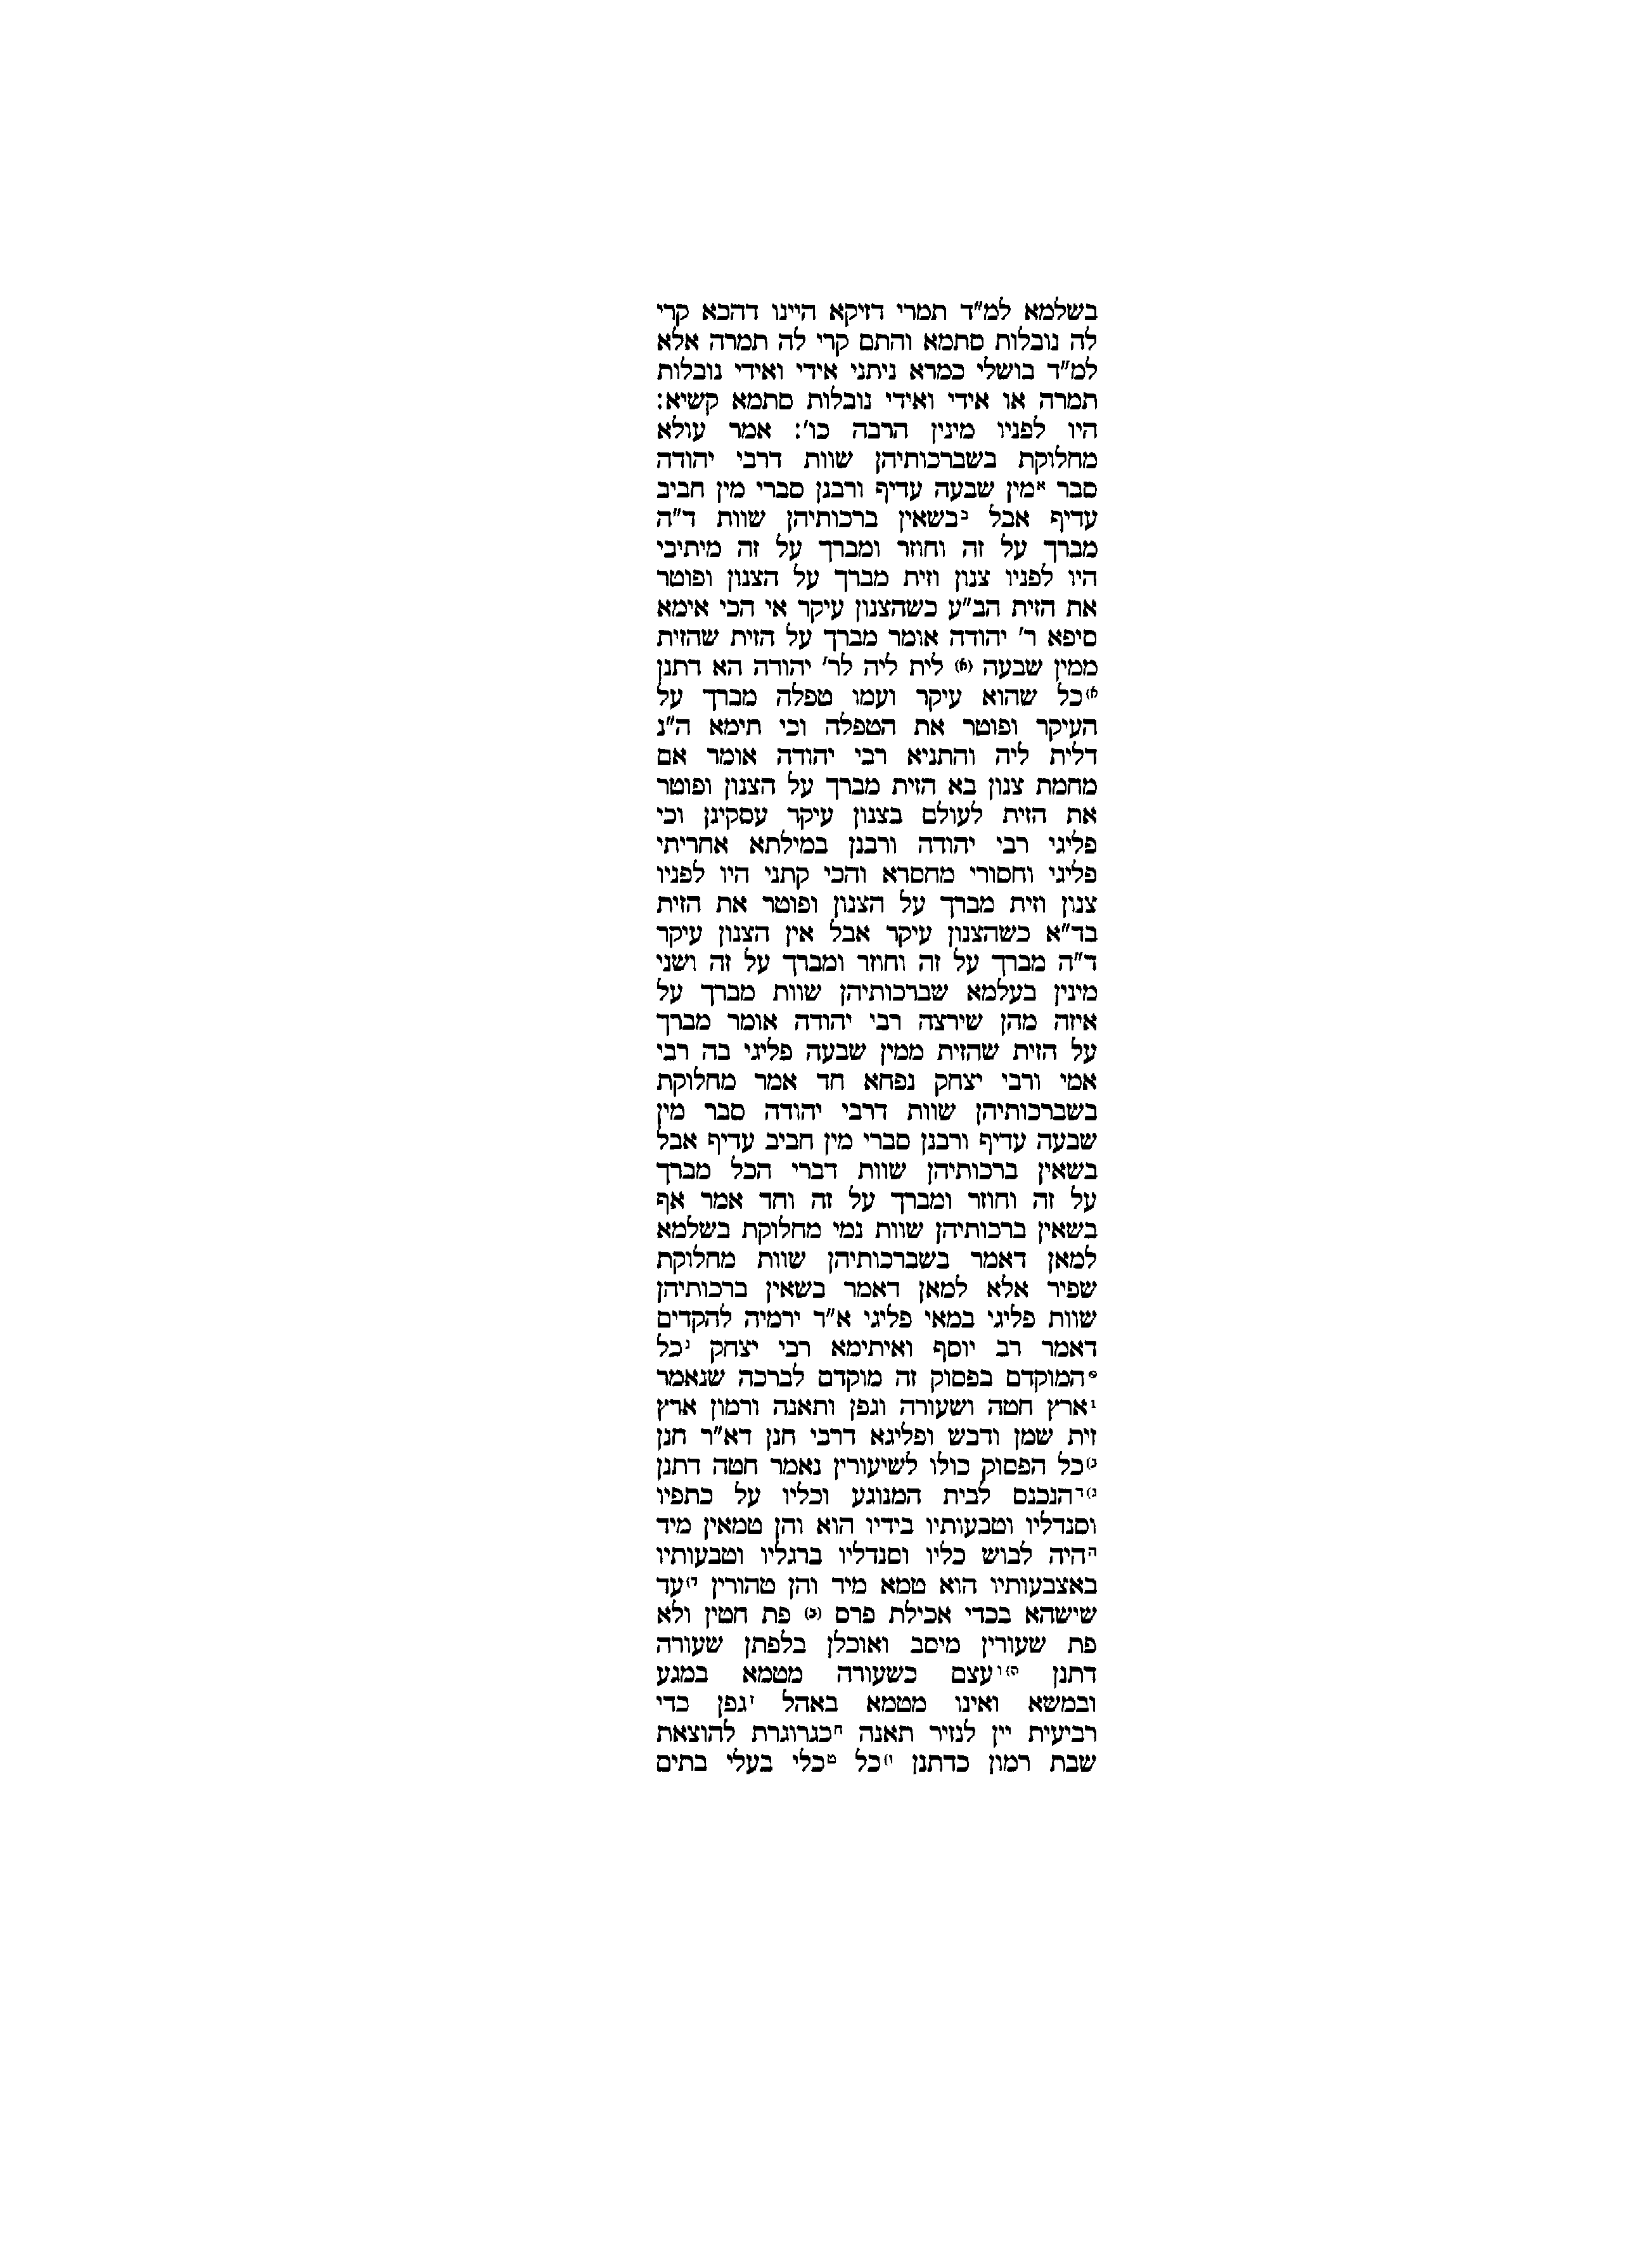 בשלמא למ"ד תמרי דזיקא היינו דהכא קרי
לה נובלות סתמא והתם קרי לה תמרה אלא
למ"ד בושלי כמרא ניתני אידי ואידי נובלות
תמרה או אידי ואידי נובלות סתמא קשיא:
היו לפניו מינין הרבה כו': אמר עולא
מחלוקת בשברכותיהן שוות דרבי יהודה
סבר א מין שבעה עדיף ורבנן סברי מין חביב
עדיף אבל ב בשאין ברכותיהן שוות ד"ה
מברך על זה וחוזר ומברך על זה מיתיבי
היו לפניו צנון וזית מברך על הצנון ופוטר
את הזית הב"ע כשהצנון עיקר אי הכי אימא
סיפא ר' יהודה אומר מברך על הזית שהזית
ממין שבעה (א) לית ליה לר' יהודה הא דתנן
א) כל שהוא עיקר ועמו טפלה מברך על
העיקר ופוטר את הטפלה וכי תימא ה"נ
דלית ליה והתניא רבי יהודה אומר אם
מחמת צנון בא הזית מברך על הצנון ופוטר
את הזית לעולם בצנון עיקר עסקינן וכי
פליגי רבי יהודה ורבנן במילתא אחריתי
פליגי וחסורי מחסרא והכי קתני היו לפניו
צנון וזית מברך על הצנון ופוטר את הזית
בד"א כשהצנון עיקר אבל אין הצנון עיקר
ד"ה מברך על זה וחוזר ומברך על זה ושני
מינין בעלמא שברכותיהן שוות מברך על
איזה מהן שירצה רבי יהודה אומר מברך
על הזית שהזית ממין שבעה פליגי בה רבי
אמי ורבי יצחק נפחא חד אמר מחלוקת
בשברכותיהן שוות דרבי יהודה סבר מין
שבעה עדיף ורבנן סברי מין חביב עדיף אבל
בשאין ברכותיהן שוות דברי הכל מברך
על זה וחוזר ומברך על זה וחד אמר אף
בשאין ברכותיהן שוות נמי מחלוקת בשלמא
למאן דאמר בשברכותיהן שוות מחלוקת
שפיר אלא למאן דאמר בשאין ברכותיהן
שוות פליגי במאי פליגי א"ר ירמיה להקדים
דאמר רב יוסף ואיתימא רבי יצחק ג כל
° המוקדם בפסוק זה מוקדם לברכה שנאמר
1 ארץ חטה ושעורה וגפן ותאנה ורמון ארץ
זית שמן ודבש ופליגא דרבי חנן דא"ר חנן
ב) כל הפסוק כולו לשיעורין נאמר חטה דתנן
ג) ד הנכנס לבית המנוגע וכליו על כתפיו
וסנדליו וטבעותיו בידיו הוא והן טמאין מיד
ה היה לבוש כליו וסנדליו ברגליו וטבעותיו
באצבעותיו הוא טמא מיד והן טהורין ד) עד
שישהא בכדי אכילת פרס (ב) פת חטין ולא
פת שעורין מיסב ואוכלן בלפתן שעורה
דתנן ה) ו עצם כשעורה מטמא במגע
ובמשא ואינו מטמא באהל ז גפן כדי
רביעית יין לנזיר תאנה ח כגרוגרת להוצאת
שבת רמון כדתנן ו) כל ט כלי בעלי בתים